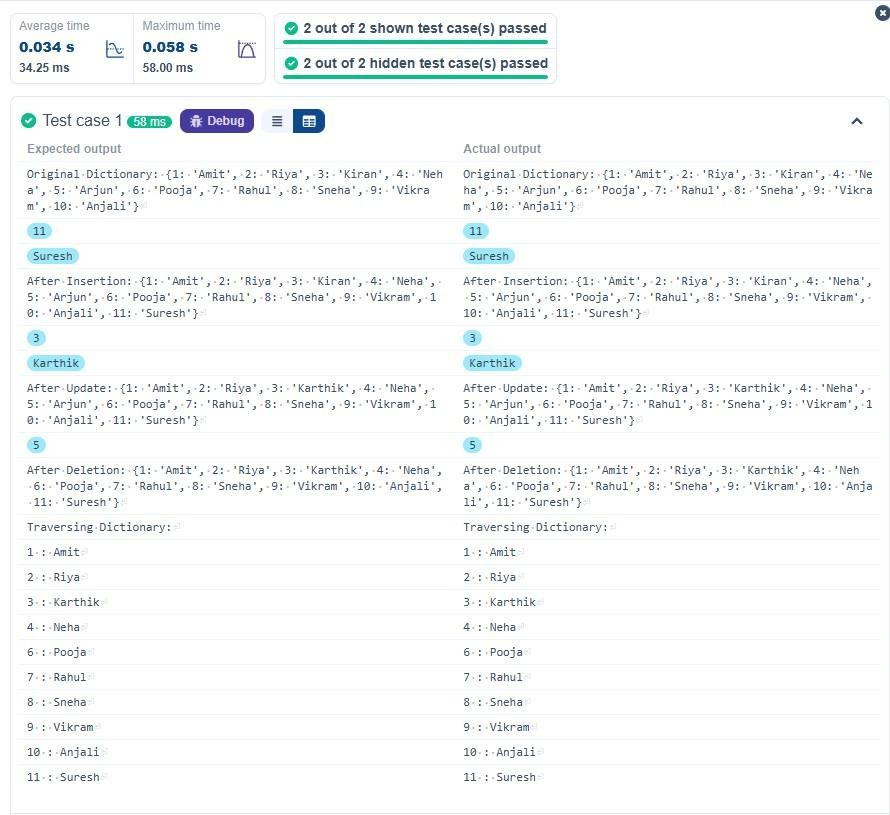 Average time
0.034 s
34.25 ms
Maximum time
0.058 s
58.00 ms
2 out of 2 shown test case(s) passed
2 out of 2 hidden test case(s) passed
Test case 1 58 ms Debug
Expected output
Actual output
Original·Dictionary:·{1:·'Amit',·2:·'Riya',·3:·'Kiran',·4:·'Neh
a',·5:·'Arjun',·6:·'Pooja',·7:·'Rahul',·8:·'Sneha',·9:·'Vikra
m',·10:·'Anjali'}
Original·Dictionary:·{1:·'Amit',·2:·'Riya',·3:·'Kiran',·4:·'Ne
ha',·5:·'Arjun',·6:·'Pooja',·7:·'Rahul',·8:·'Sneha',·9:·'Vikra
m',·10:·'Anjali'}
11
11
Suresh
Suresh
After·Insertion:·{1:·'Amit',·2:·'Riya',·3:·'Kiran',·4:·'Neha',·
5:·'Arjun',·6:·'Pooja',·7:·'Rahul',·8:·'Sneha',·9:·'Vikram',·1
0:·'Anjali',·11:·'Suresh'}
After·Insertion:·{1:·'Amit',·2:·'Riya',·3:·'Kiran',·4:·'Neha',
·5:·'Arjun',·6:·'Pooja',·7:·'Rahul',·8:·'Sneha',·9:·'Vikram',·
10:·'Anjali',·11:·'Suresh'}
3
3
Karthik
Karthik
After·Update:·{1:·'Amit',·2:·'Riya',·3:·'Karthik',·4:·'Neha',·
5:·'Arjun',·6:·'Pooja',·7:·'Rahul',·8:·'Sneha',·9:·'Vikram',·1
0:·'Anjali',·11:·'Suresh'}
After·Update:·{1:·'Amit',·2:·'Riya',·3:·'Karthik',·4:·'Neha',·
5:·'Arjun',·6:·'Pooja',·7:·'Rahul',·8:·'Sneha',·9:·'Vikram',·1
0:·'Anjali',·11:·'Suresh'}
5
5
After·Deletion:·{1:·'Amit',·2:·'Riya',·3:·'Karthik',·4:·'Neha',
·6:·'Pooja',·7:·'Rahul',·8:·'Sneha',·9:·'Vikram',·10:·'Anjali',
·11:·'Suresh'}
After·Deletion:·{1:·'Amit',·2:·'Riya',·3:·'Karthik',·4:·'Neh
a',·6:·'Pooja',·7:·'Rahul',·8:·'Sneha',·9:·'Vikram',·10:·'Anja
li',·11:·'Suresh'}
Traversing·Dictionary:
Traversing·Dictionary:
1·:·Amit
1·:·Amit
2·:·Riya
2·:·Riya
3·:·Karthik
3·:·Karthik
4·:·Neha
4·:·Neha
6·:·Pooja
6·:·Pooja
7·:·Rahul
7·:·Rahul
8·:·Sneha
8·:·Sneha
9·:·Vikram
9·:·Vikram
10·:·Anjali
10·:·Anjali
11·:·Suresh
11·:·Suresh